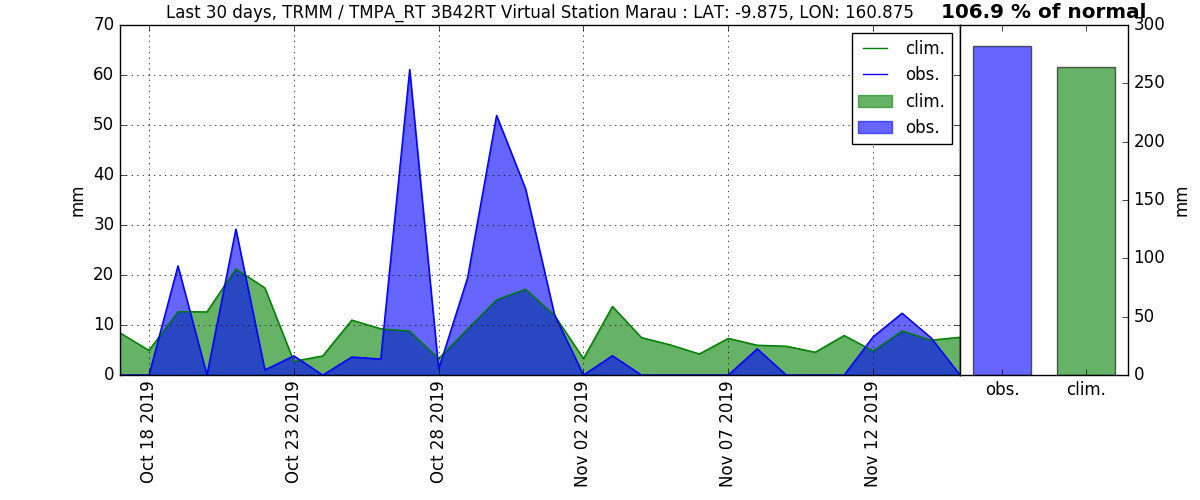 Last 30 days, TRMM / TMPA_RT 3B42RT Virtual Station Marau : LAT: -9.875, LON: 160.875
106.9 % of normal
70
60
50
40
30
20
10
0
mm
clim.
obs.
clim.
obs.
300
250
200
150
100
50
0
mm
obs.
clim.
Oct 18 2019
Oct 23 2019
Oct 28 2019
Nov 02 2019
Nov 07 2019
Nov 12 2019